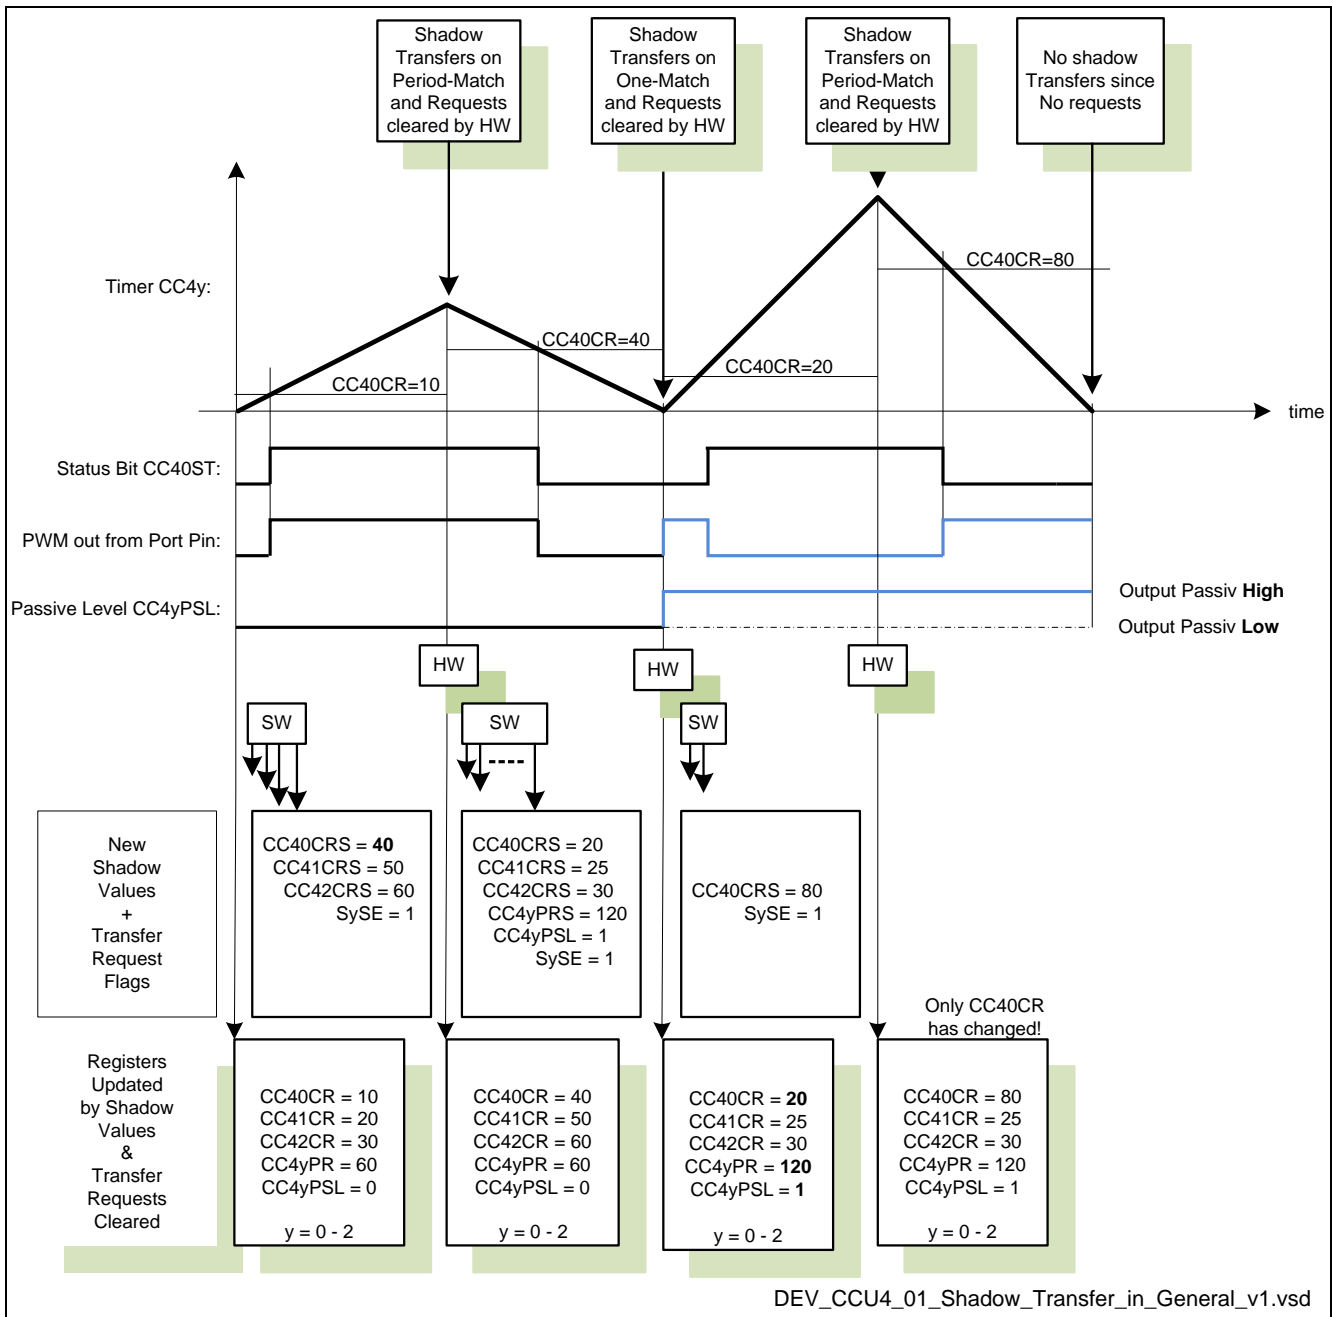 Shadow
Transfers on
Period-Match
and Requests
cleared by HW
Shadow
Transfers on
One-Match
and Requests
cleared by HW
Shadow
Transfers on
Period-Match
and Requests
cleared by HW
No shadow
Transfers since
No requests
Timer CC4y:
CC40CR=10
CC40CR=40
CC40CR=20
CC40CR=80
time
Status Bit CC40ST:
PWM out from Port Pin:
Passive Level CC4yPSL:
Output Passiv High
Output Passiv Low
HW
HW
HW
SW
SW
SW
New
Shadow
Values
+
Transfer
Request
Flags
CC40CRS = 40
CC41CRS = 50
CC42CRS = 60
SySE = 1
CC40CRS = 20
CC41CRS = 25
CC42CRS = 30
CC4yPRS = 120
CC4yPSL = 1
SySE = 1
CC40CRS = 80
SySE = 1
Only CC40CR
has changed!
Registers
Updated
by Shadow
Values
&
Transfer
Requests
Cleared
CC40CR = 10
CC41CR = 20
CC42CR = 30
CC4yPR = 60
CC4yPSL = 0
y = 0 - 2
CC40CR = 40
CC41CR = 50
CC42CR = 60
CC4yPR = 60
CC4yPSL = 0
y = 0 - 2
CC40CR = 20
CC41CR = 25
CC42CR = 30
CC4yPR = 120
CC4yPSL = 1
y = 0 - 2
CC40CR = 80
CC41CR = 25
CC42CR = 30
CC4yPR = 120
CC4yPSL = 1
y = 0 - 2
DEV_CCU4_01_Shadow_Transfer_in_General_v1.vsd